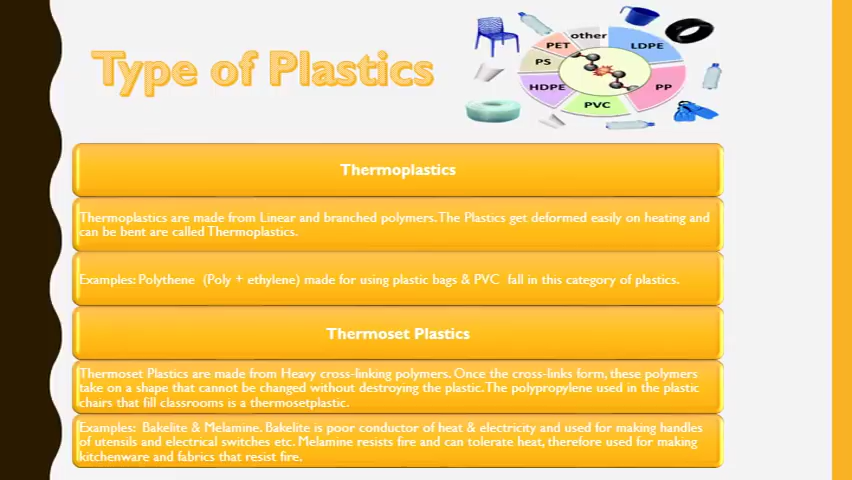 Type of Plastics
other
PET
LDPE
PS
HDPE
PP
PVC
Thermoplastics
Thermoplastics are made from Linear and branched polymers. The Plastics get deformed easily on heating and
can be bent are called Thermoplastics.
Examples: Polythene (Poly + ethylene) made for using plastic bags & PVC fall in this category of plastics.
Thermoset Plastics
Thermoset Plastics are made from Heavy cross-linking polymers. Once the cross-links form, these polymers
take on a shape that cannot be changed without destroying the plastic. The polypropylene used in the plastic
chairs that fill classrooms is a thermosetplastic.
Examples: Bakelite & Melamine. Bakelite is poor conductor of heat & electricity and used for making handles
of utensils and electrical switches etc. Melamine resists fire and can tolerate heat, therefore used for making
kitchenware and fabrics that resist fire.